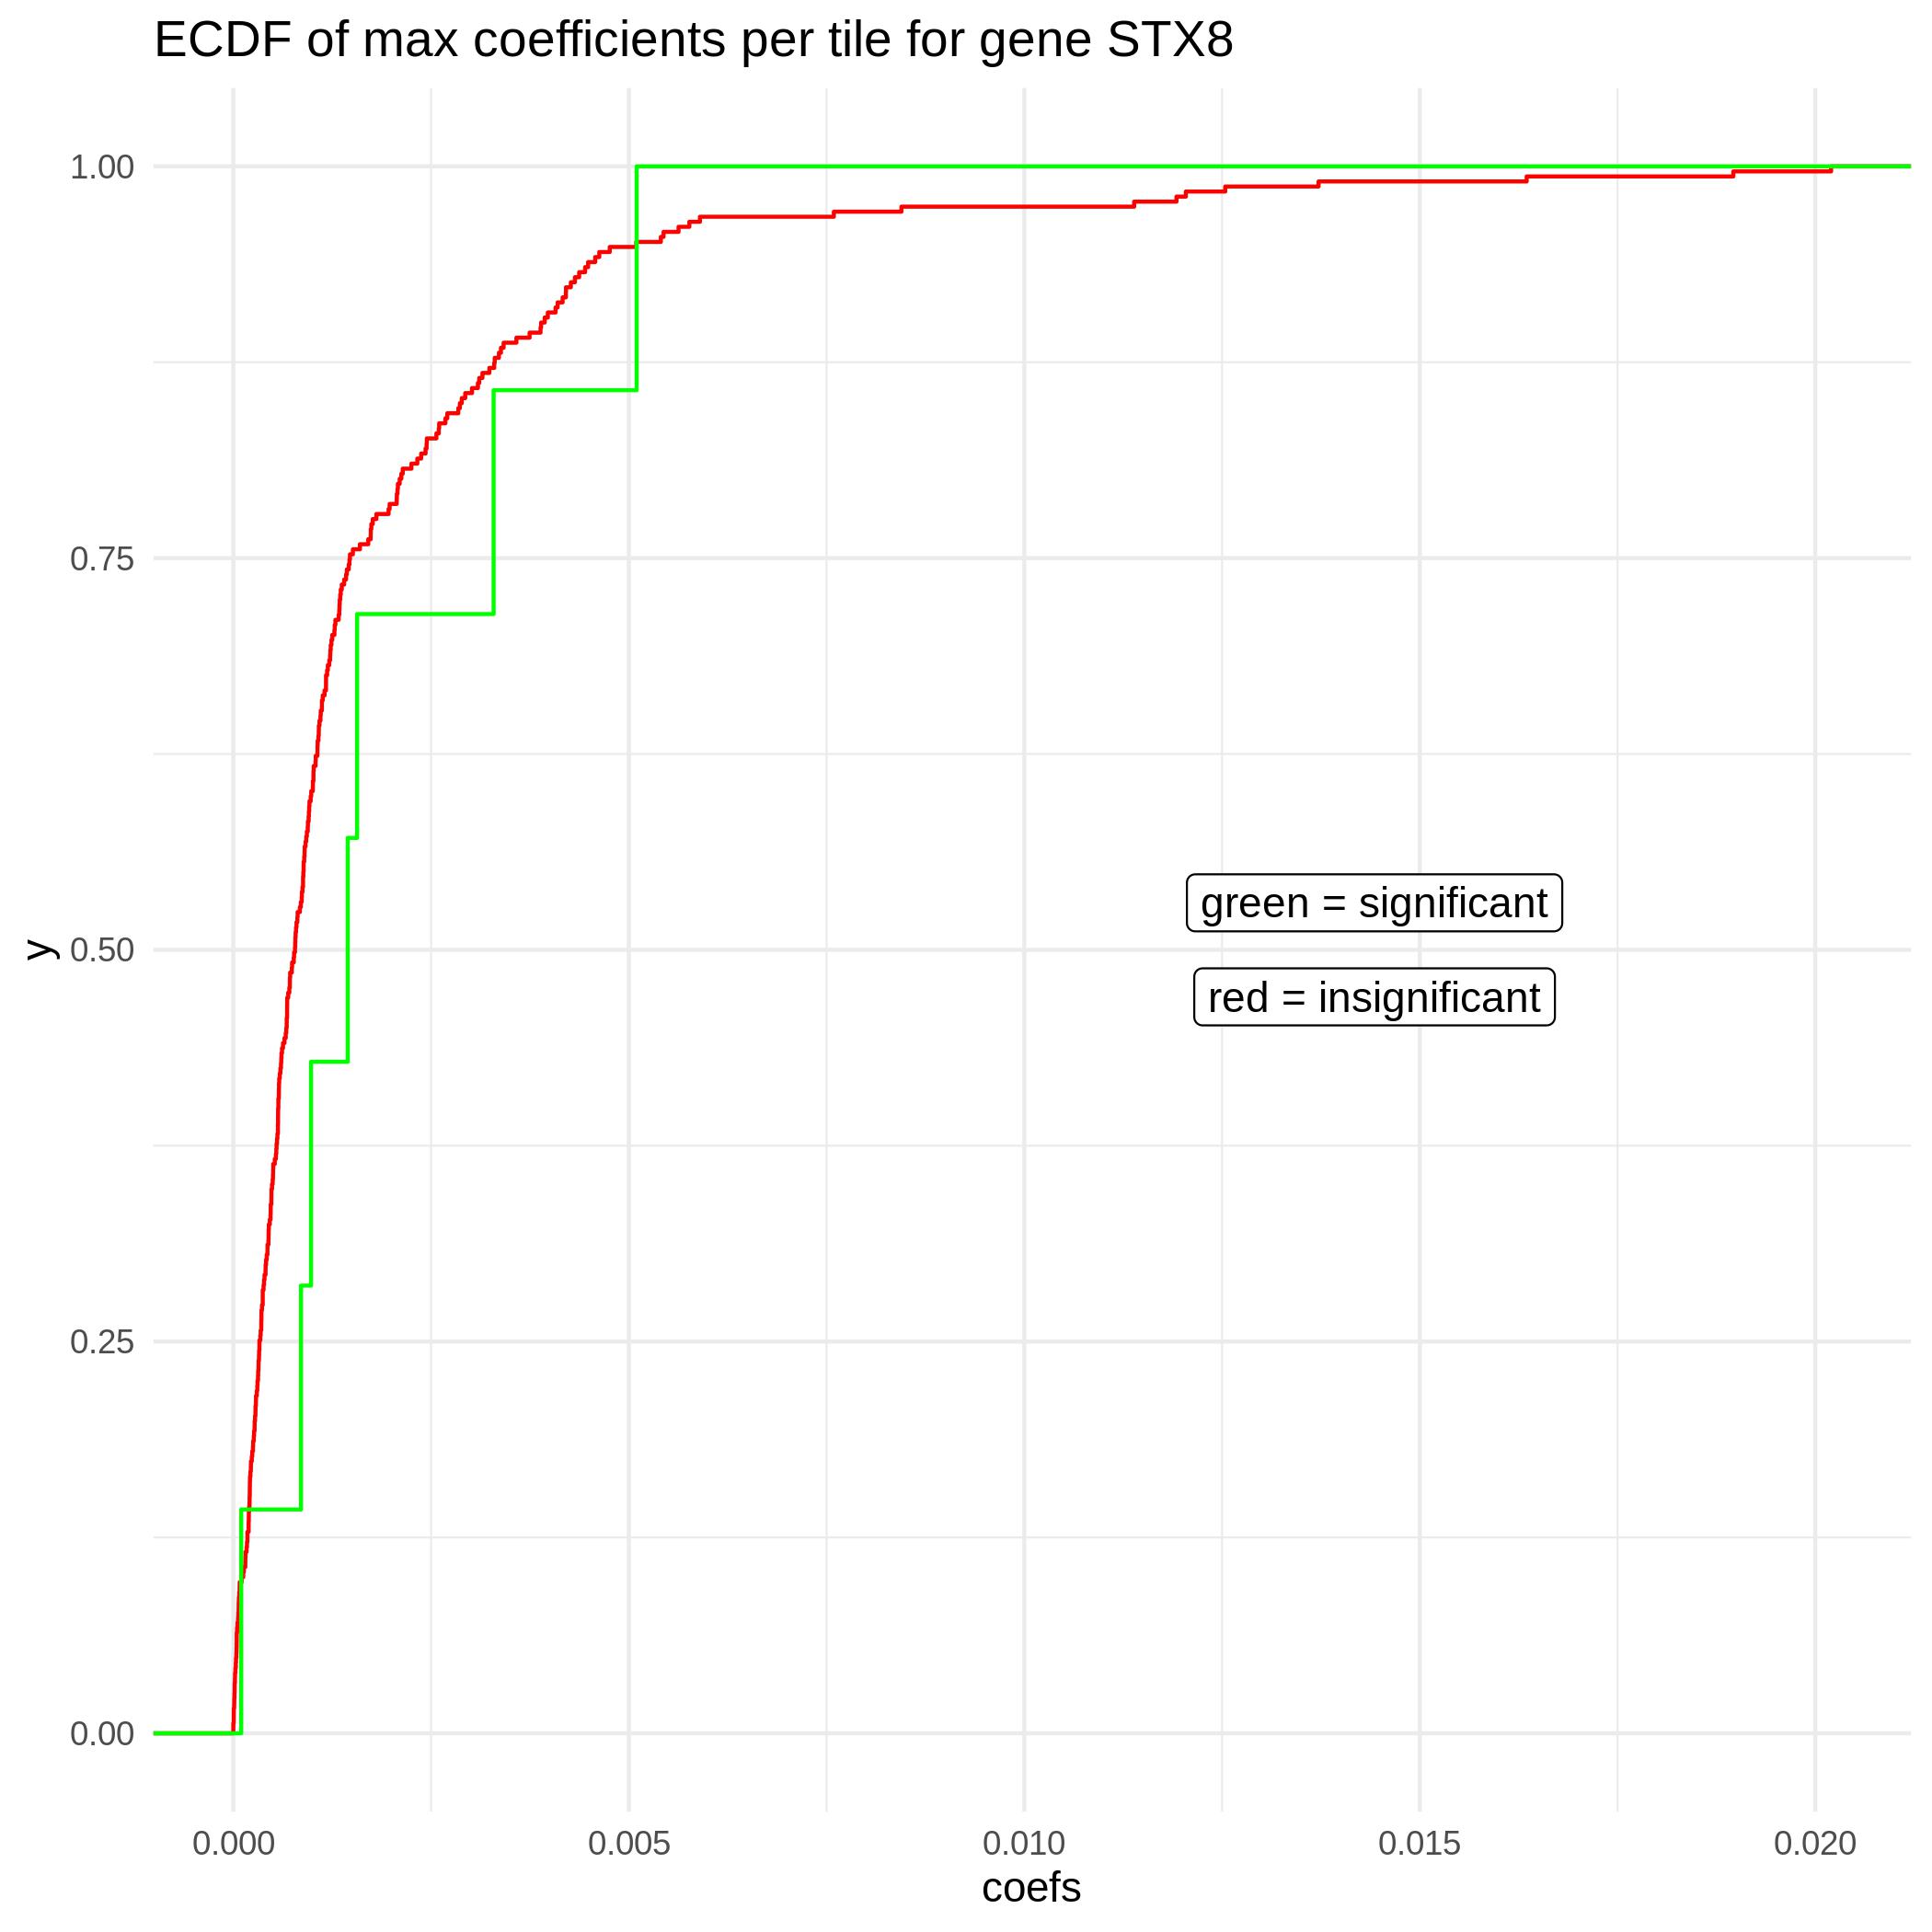 ECDF of max coefficients per tile for gene STX8
1.00
0.75
0.50
0.25
0.00
y
green = significant
red = insignificant
0.000 0.005 0.010 0.015 0.020
coefs